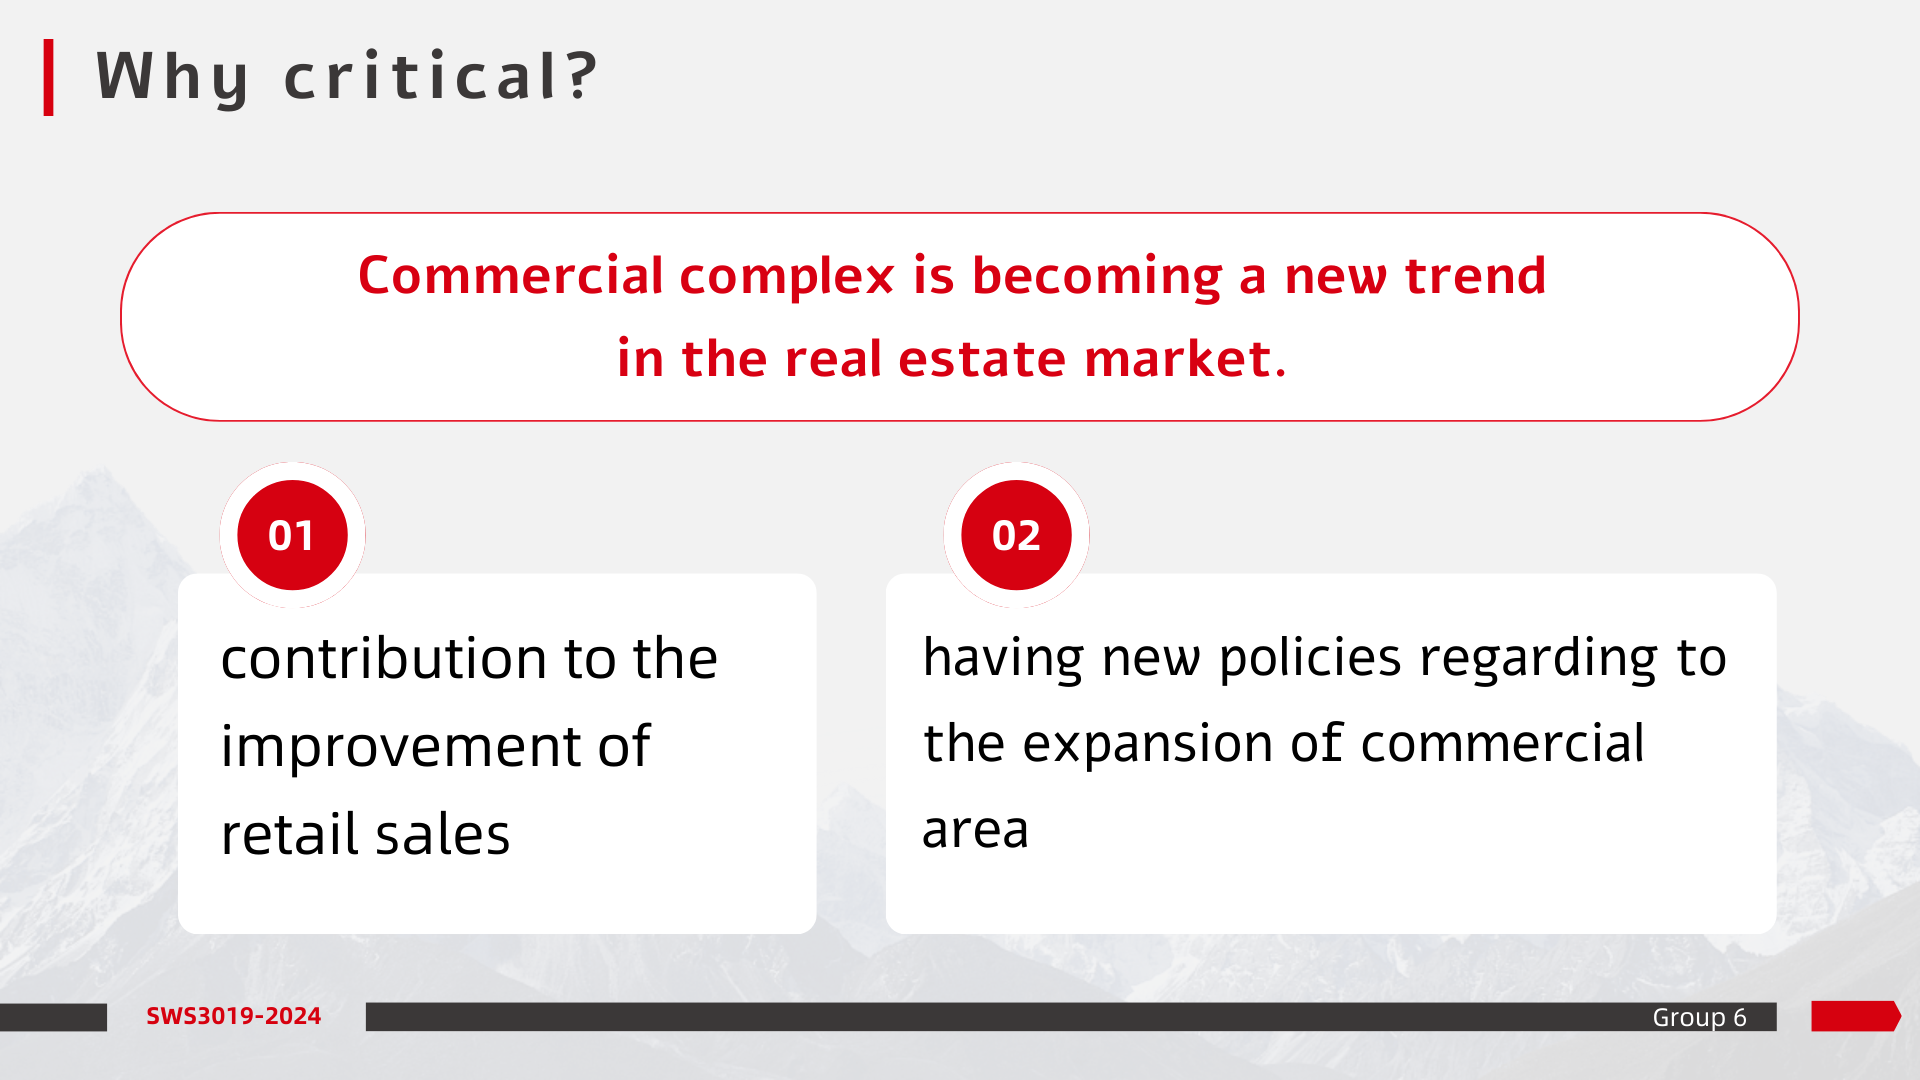 Why critical?
Commercial complex is becoming a new trend
in the real estate market.
01
contribution to the
improvement of
retail sales
02
having new policies regarding to
the expansion of commercial
area
SWS3019-2024
Group 6